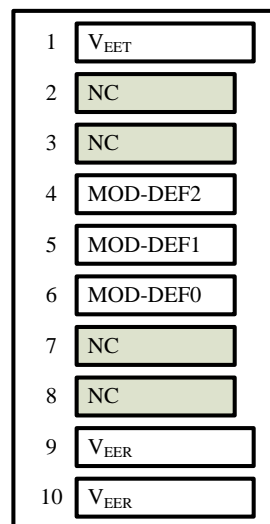 1 VEET
2 NC
3 NC
4 MOD-DEF2
5 MOD-DEF1
6 MOD-DEF0
7 NC
8 NC
9 VEER
10 VEER